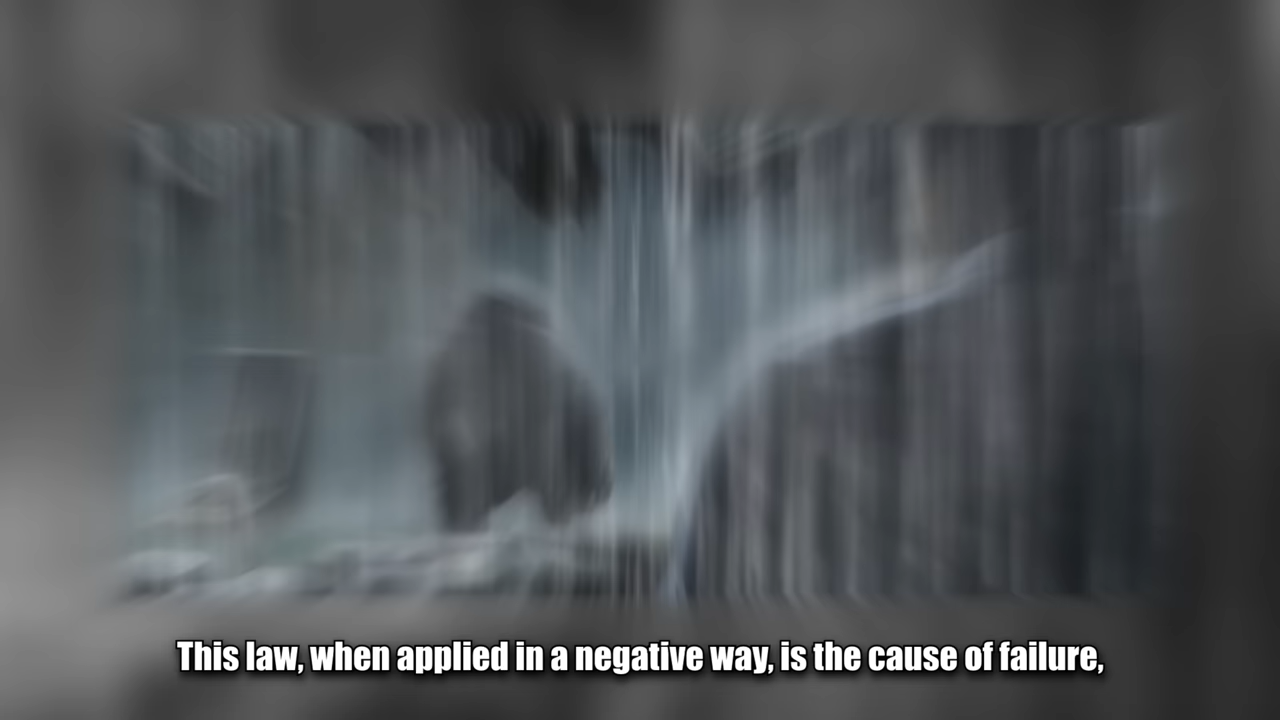 This law, when applied in a negative way, is the cause of failure,